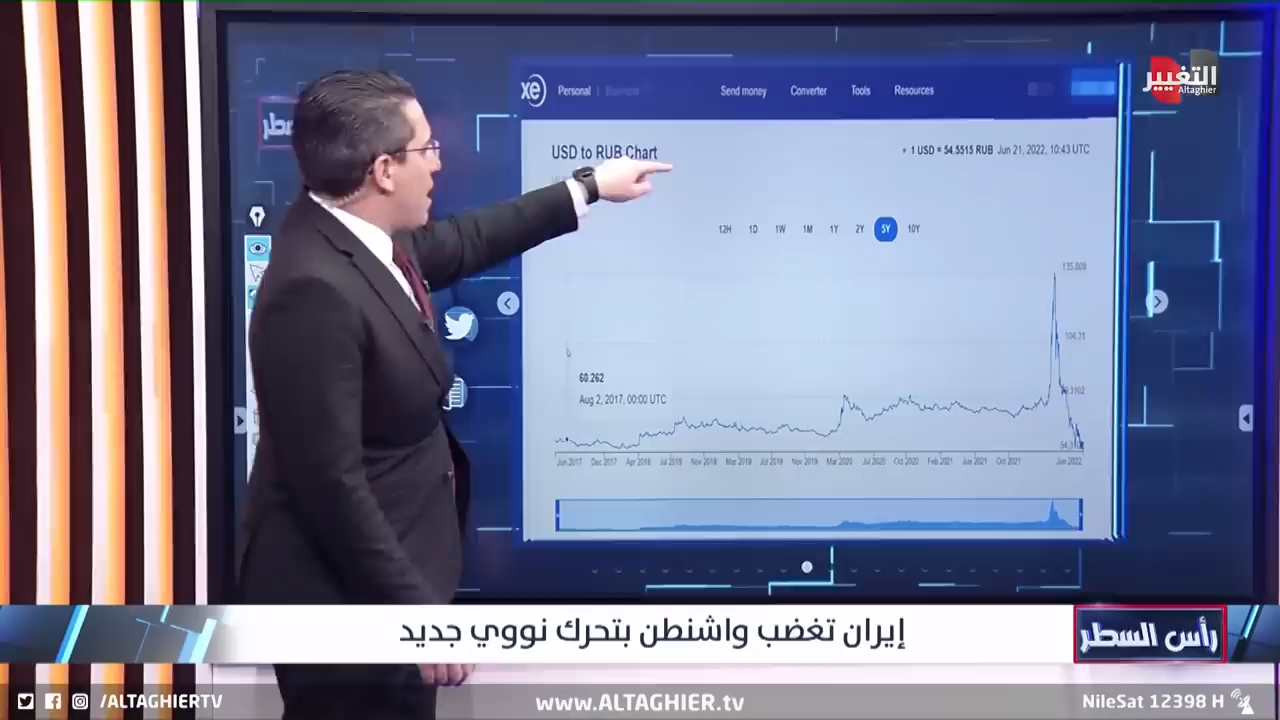 التغيير
Altaghier
xe Personal Business Send money Converter Tools Resources
USD to RUB Chart
1 USD = 54.5515 RUB Jun 21, 2022, 10:43 UTC
12H 1D 1W 1M 1Y 2Y 5Y 10Y
135.809
104.21
60.262
Aug 2, 2017, 00:00 UTC
Jun 2017 Dec 2017 Apr 2018 Jul 2018 Nov 2018 Mar 2019 Jul 2019 Nov 2019 Mar 2020 Jul 2020 Oct 2020 Feb 2021 Jun 2021 Oct 2021 Jun 2022
إيران تغضب واشنطن بتحرك نووي جديد
رأس السطر
/ALTAGHIERTV
www.ALTAGHIER.tv
NileSat 12398 H